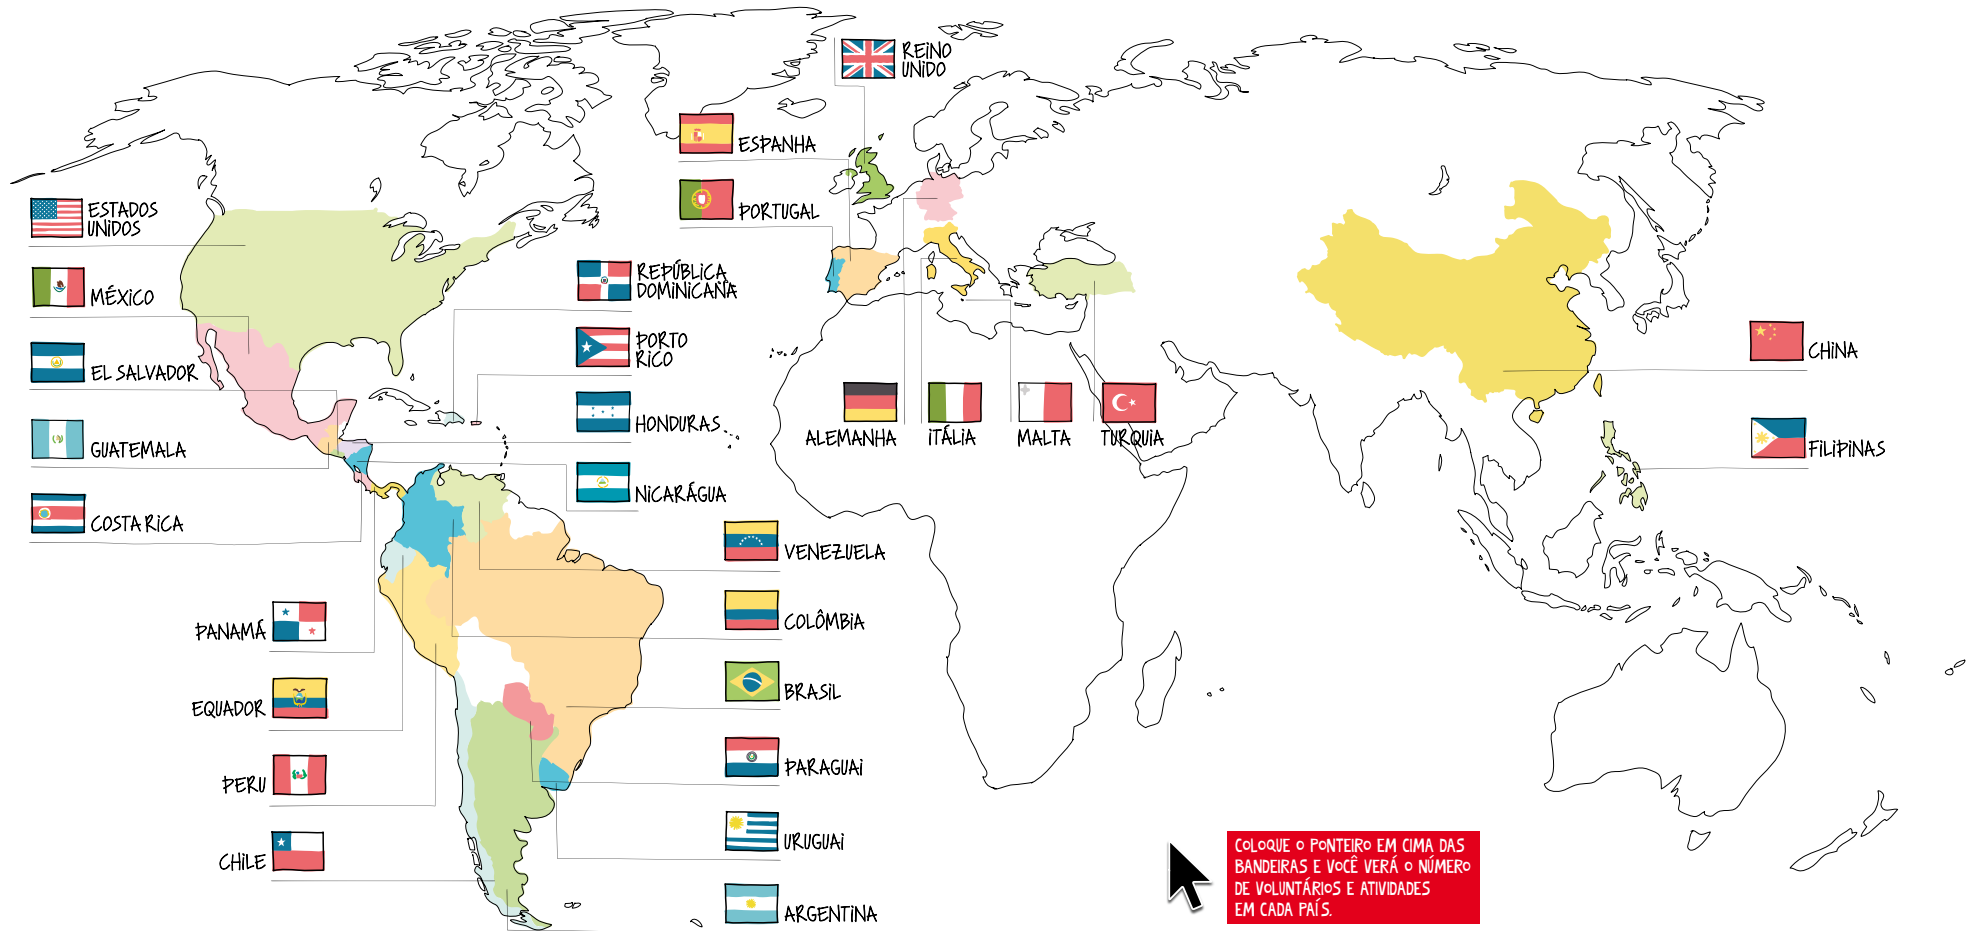 REINO
UNIDO
ESPANHA
PORTUGAL
ESTADOS
UNIDOS
MÉXICO
EL SALVADOR
GUATEMALA
COSTA RICA
REPÚBLICA
DOMINICANA
PORTO
RICO
HONDURAS
NICARÁGUA
ALEMANHA
ITÁLIA
MALTA
TURQUIA
CHINA
FILIPINAS
PANAMÁ
EQUADOR
PERU
CHILE
VENEZUELA
COLÔMBIA
BRASIL
PARAGUAI
URUGUAI
ARGENTINA
COLOQUE O PONTEIRO EM CIMA DAS
BANDEIRAS E VOCÊ VERÁ O NÚMERO
DE VOLUNTÁRIOS E ATIVIDADES
EM CADA PAÍS.